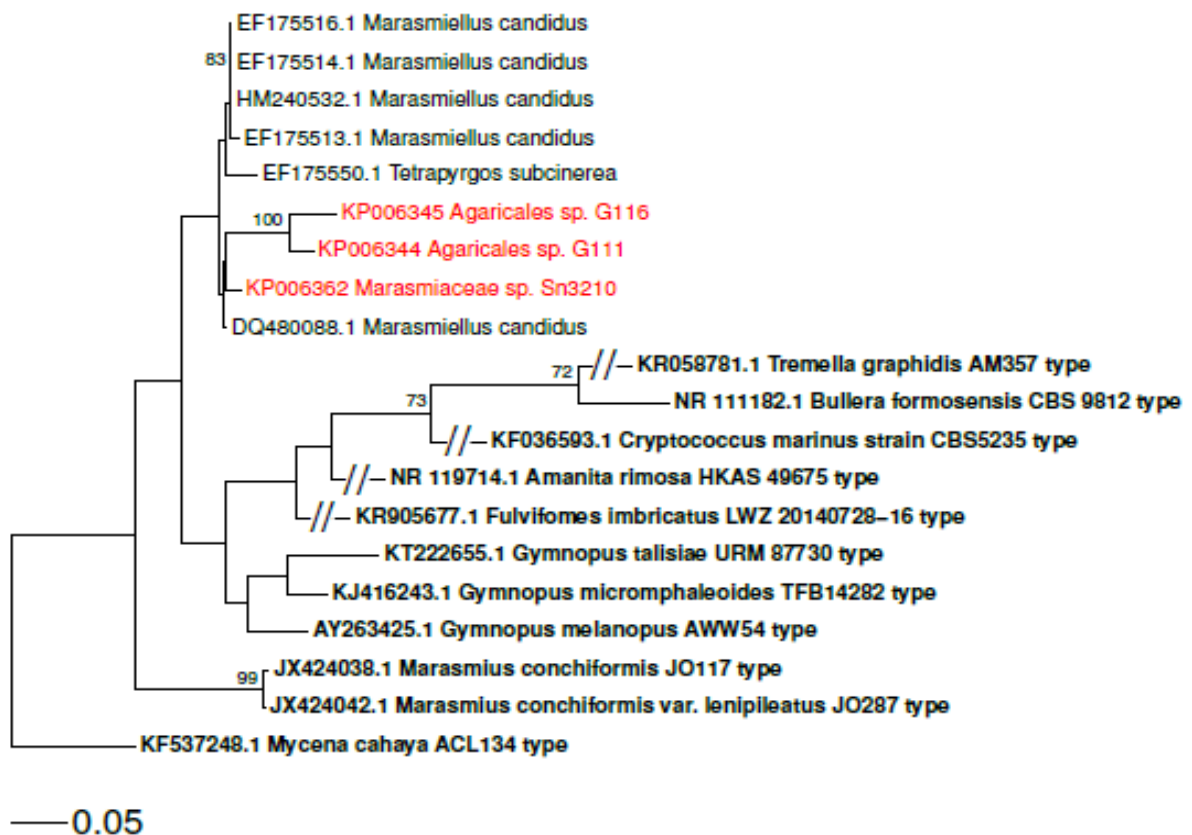 EF175516.1 Marasmiellus candidus
83
EF175514.1 Marasmiellus candidus
HM240532.1 Marasmiellus candidus
EF175513.1 Marasmiellus candidus
EF175550.1 Tetrapyrgos subcinerea
KP006345 Agaricales sp. G116
100
KP006344 Agaricales sp. G111
KP006362 Marasmiaceae sp. Sn3210
DQ480088.1 Marasmiellus candidus
KR058781.1 Tremella graphidis AM357 type
72
NR 111182.1 Bullera formosensis CBS 9812 type
73
KF036593.1 Cryptococcus marinus strain CBS5235 type
NR 119714.1 Amanita rimosa HKAS 49675 type
KR905677.1 Fulvifomes imbricatus LWZ 20140728−16 type
KT222655.1 Gymnopus talisiae URM 87730 type
KJ416243.1 Gymnopus micromphaleoides TFB14282 type
AY263425.1 Gymnopus melanopus AWW54 type
JX424038.1 Marasmius conchiformis JO117 type
99
JX424042.1 Marasmius conchiformis var. lenipileatus JO287 type
KF537248.1 Mycena cahaya ACL134 type
0.05